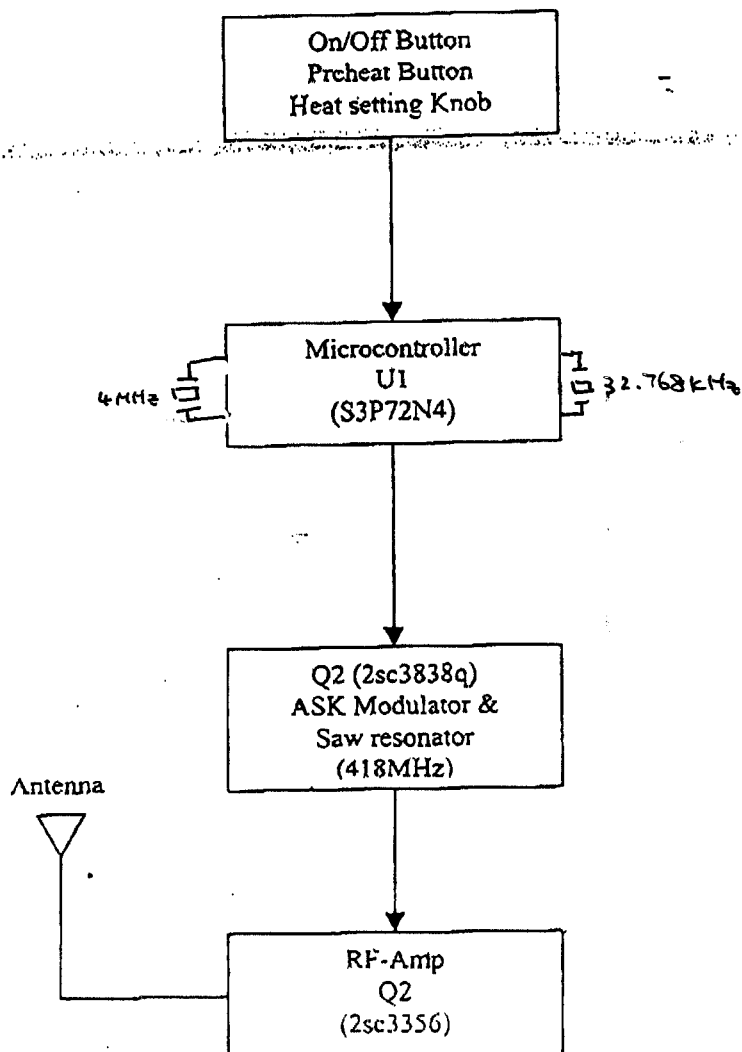 On/Off Button
Preheat Button
Heat setting Knob
Microcontroller
U1
(S3P72N4)
4MHz
32.768KHz
Q2 (2sc3838q)
ASK Modulator &
Saw resonator
(418MHz)
Antenna
RF-Amp
Q2
(2sc3356)